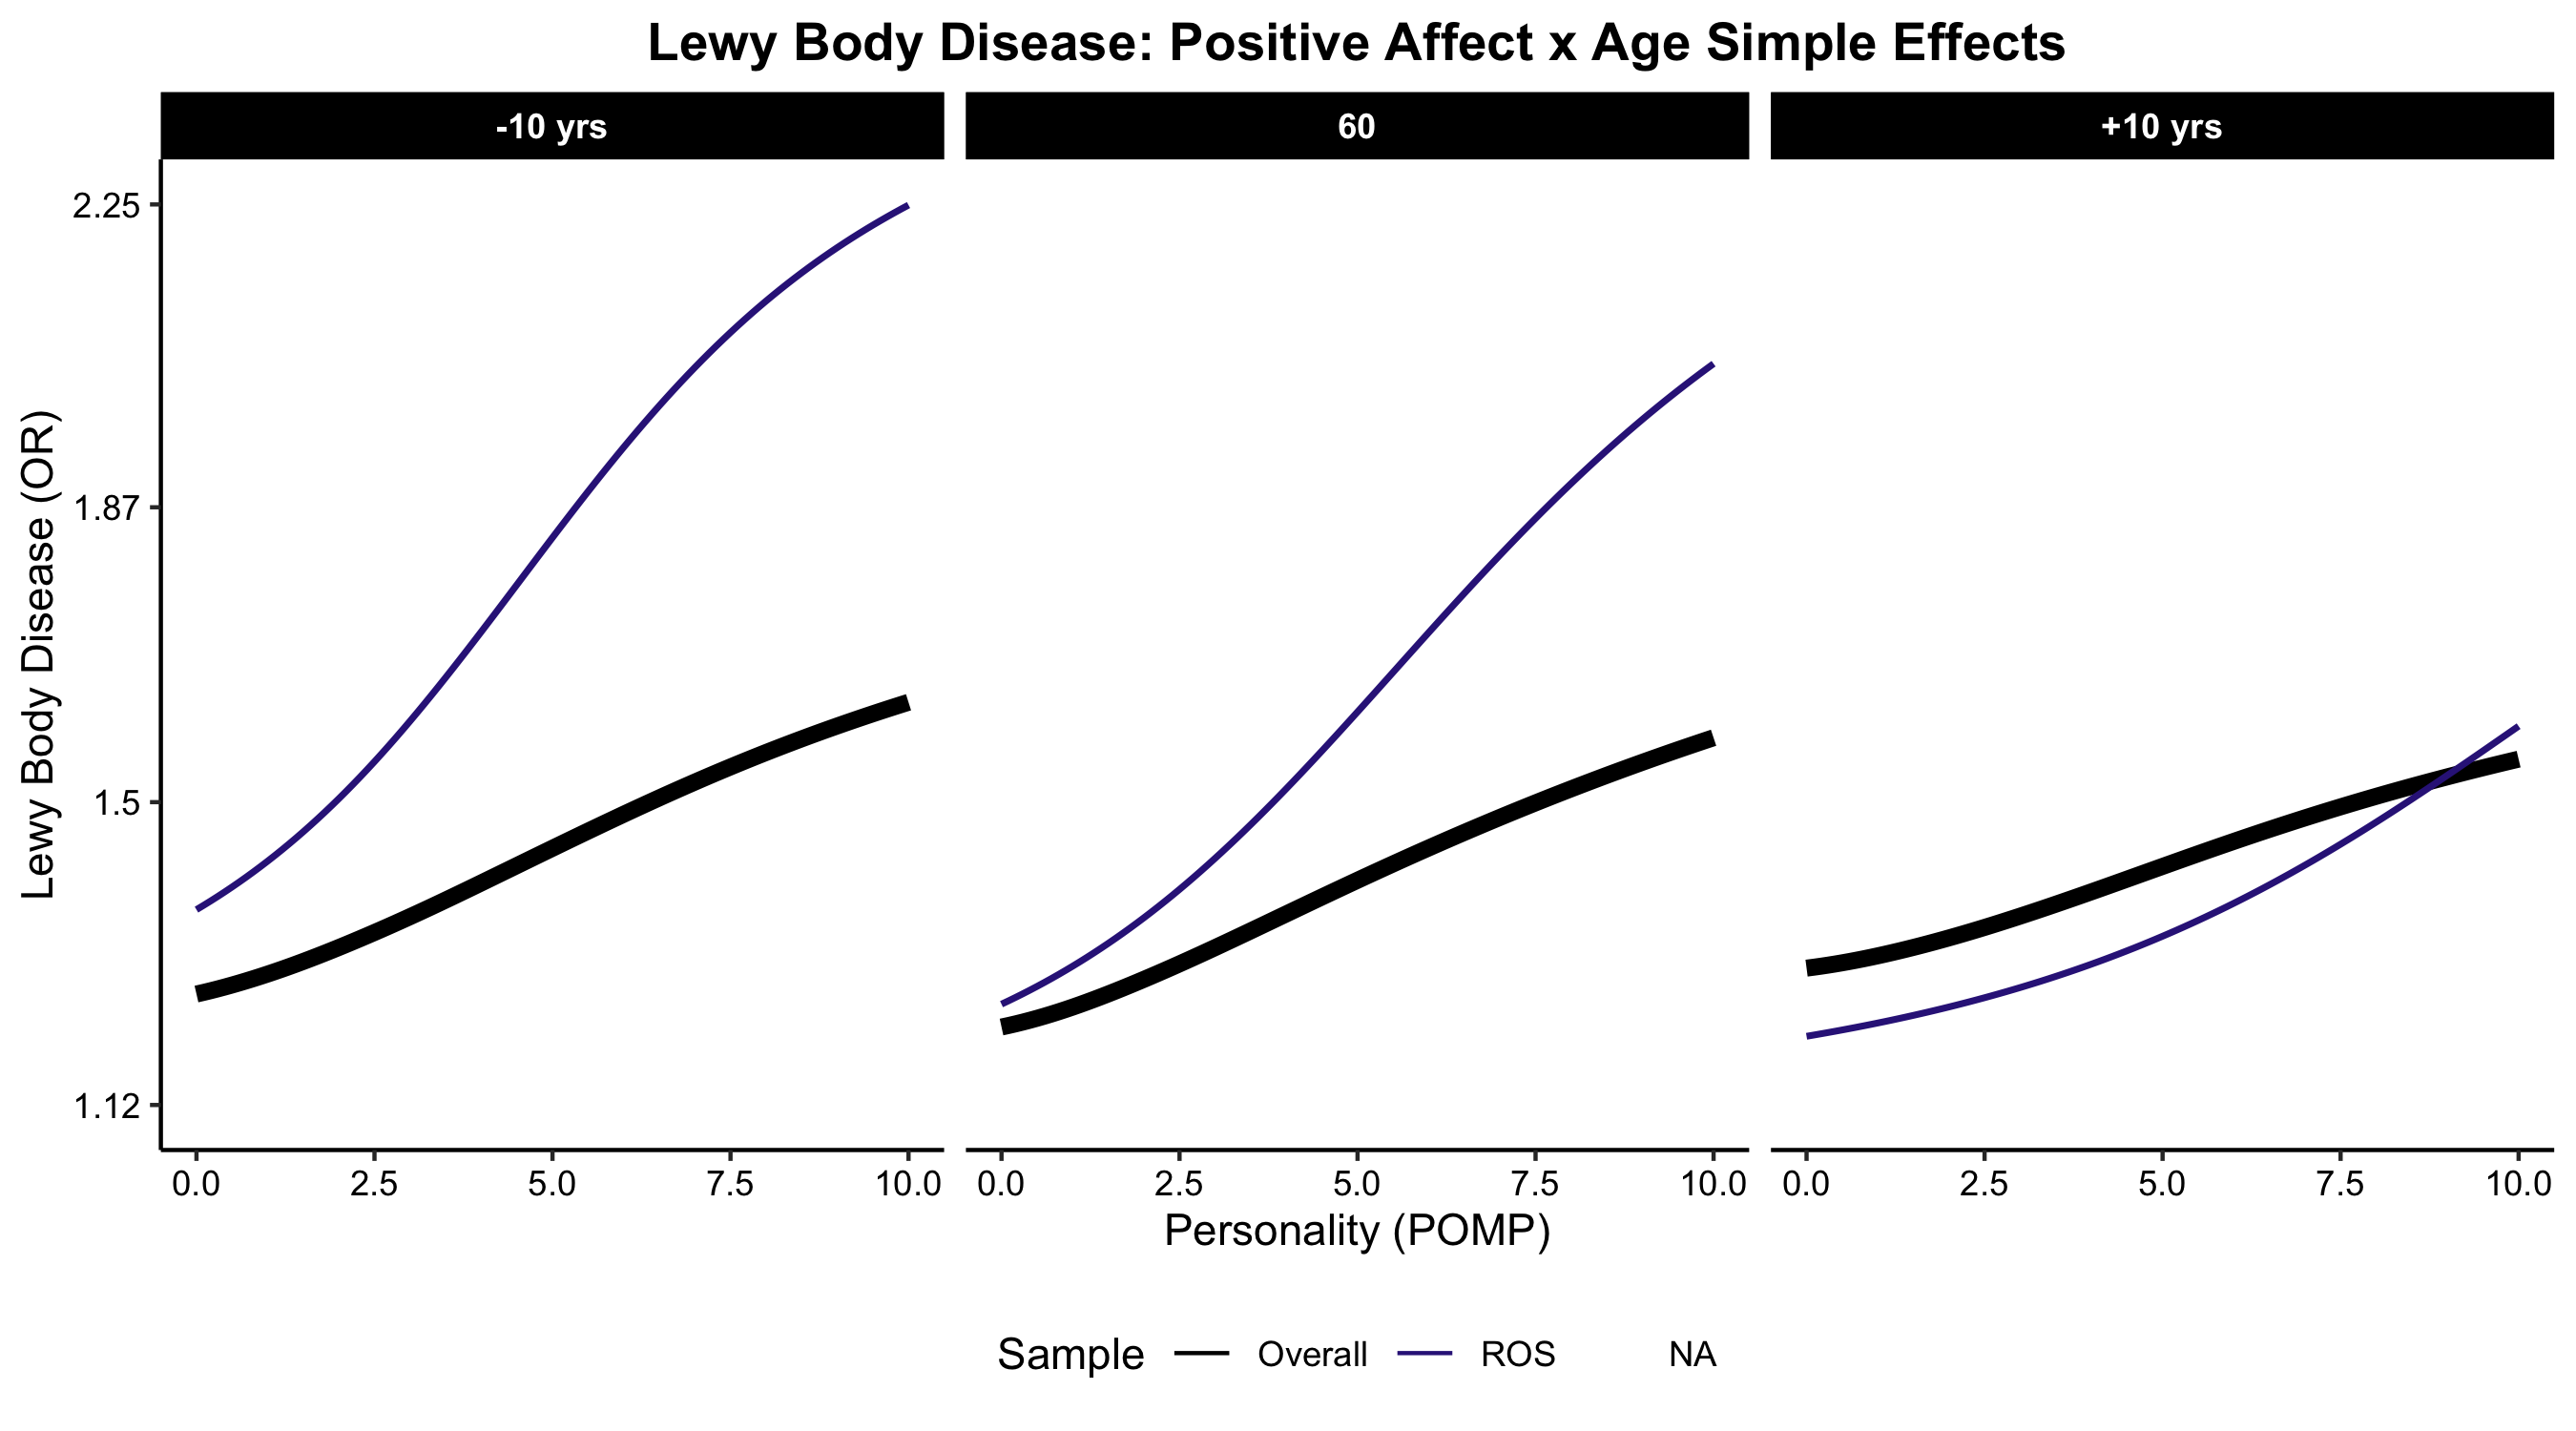 Lewy Body Disease: Positive Affect x Age Simple Effects
-10 yrs
60
+10 yrs
Lewy Body Disease (OR)
2.25
1.87
1.5
1.12
0.0 2.5 5.0 7.5 10.0
0.0 2.5 5.0 7.5 10.0
0.0 2.5 5.0 7.5 10.0
Personality (POMP)
Sample Overall ROS NA